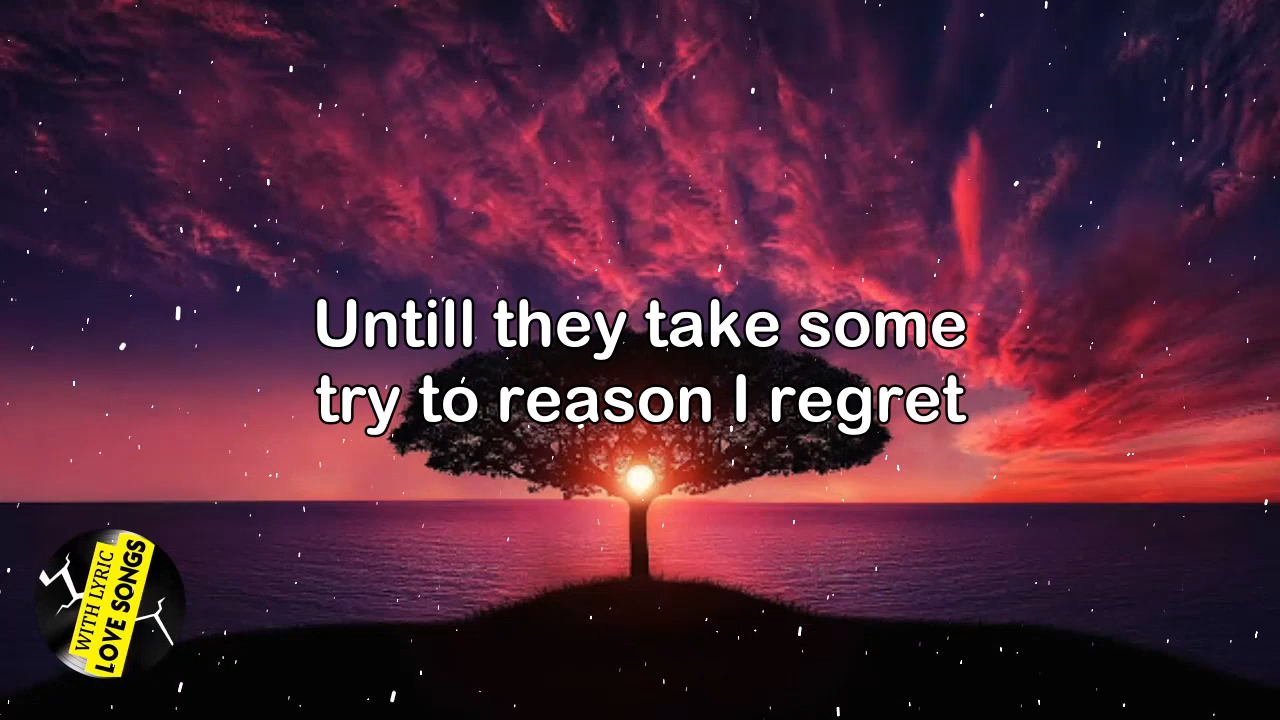 Untill they take some
try to reason I regret
WITH LYRIC
LOVE SONGS